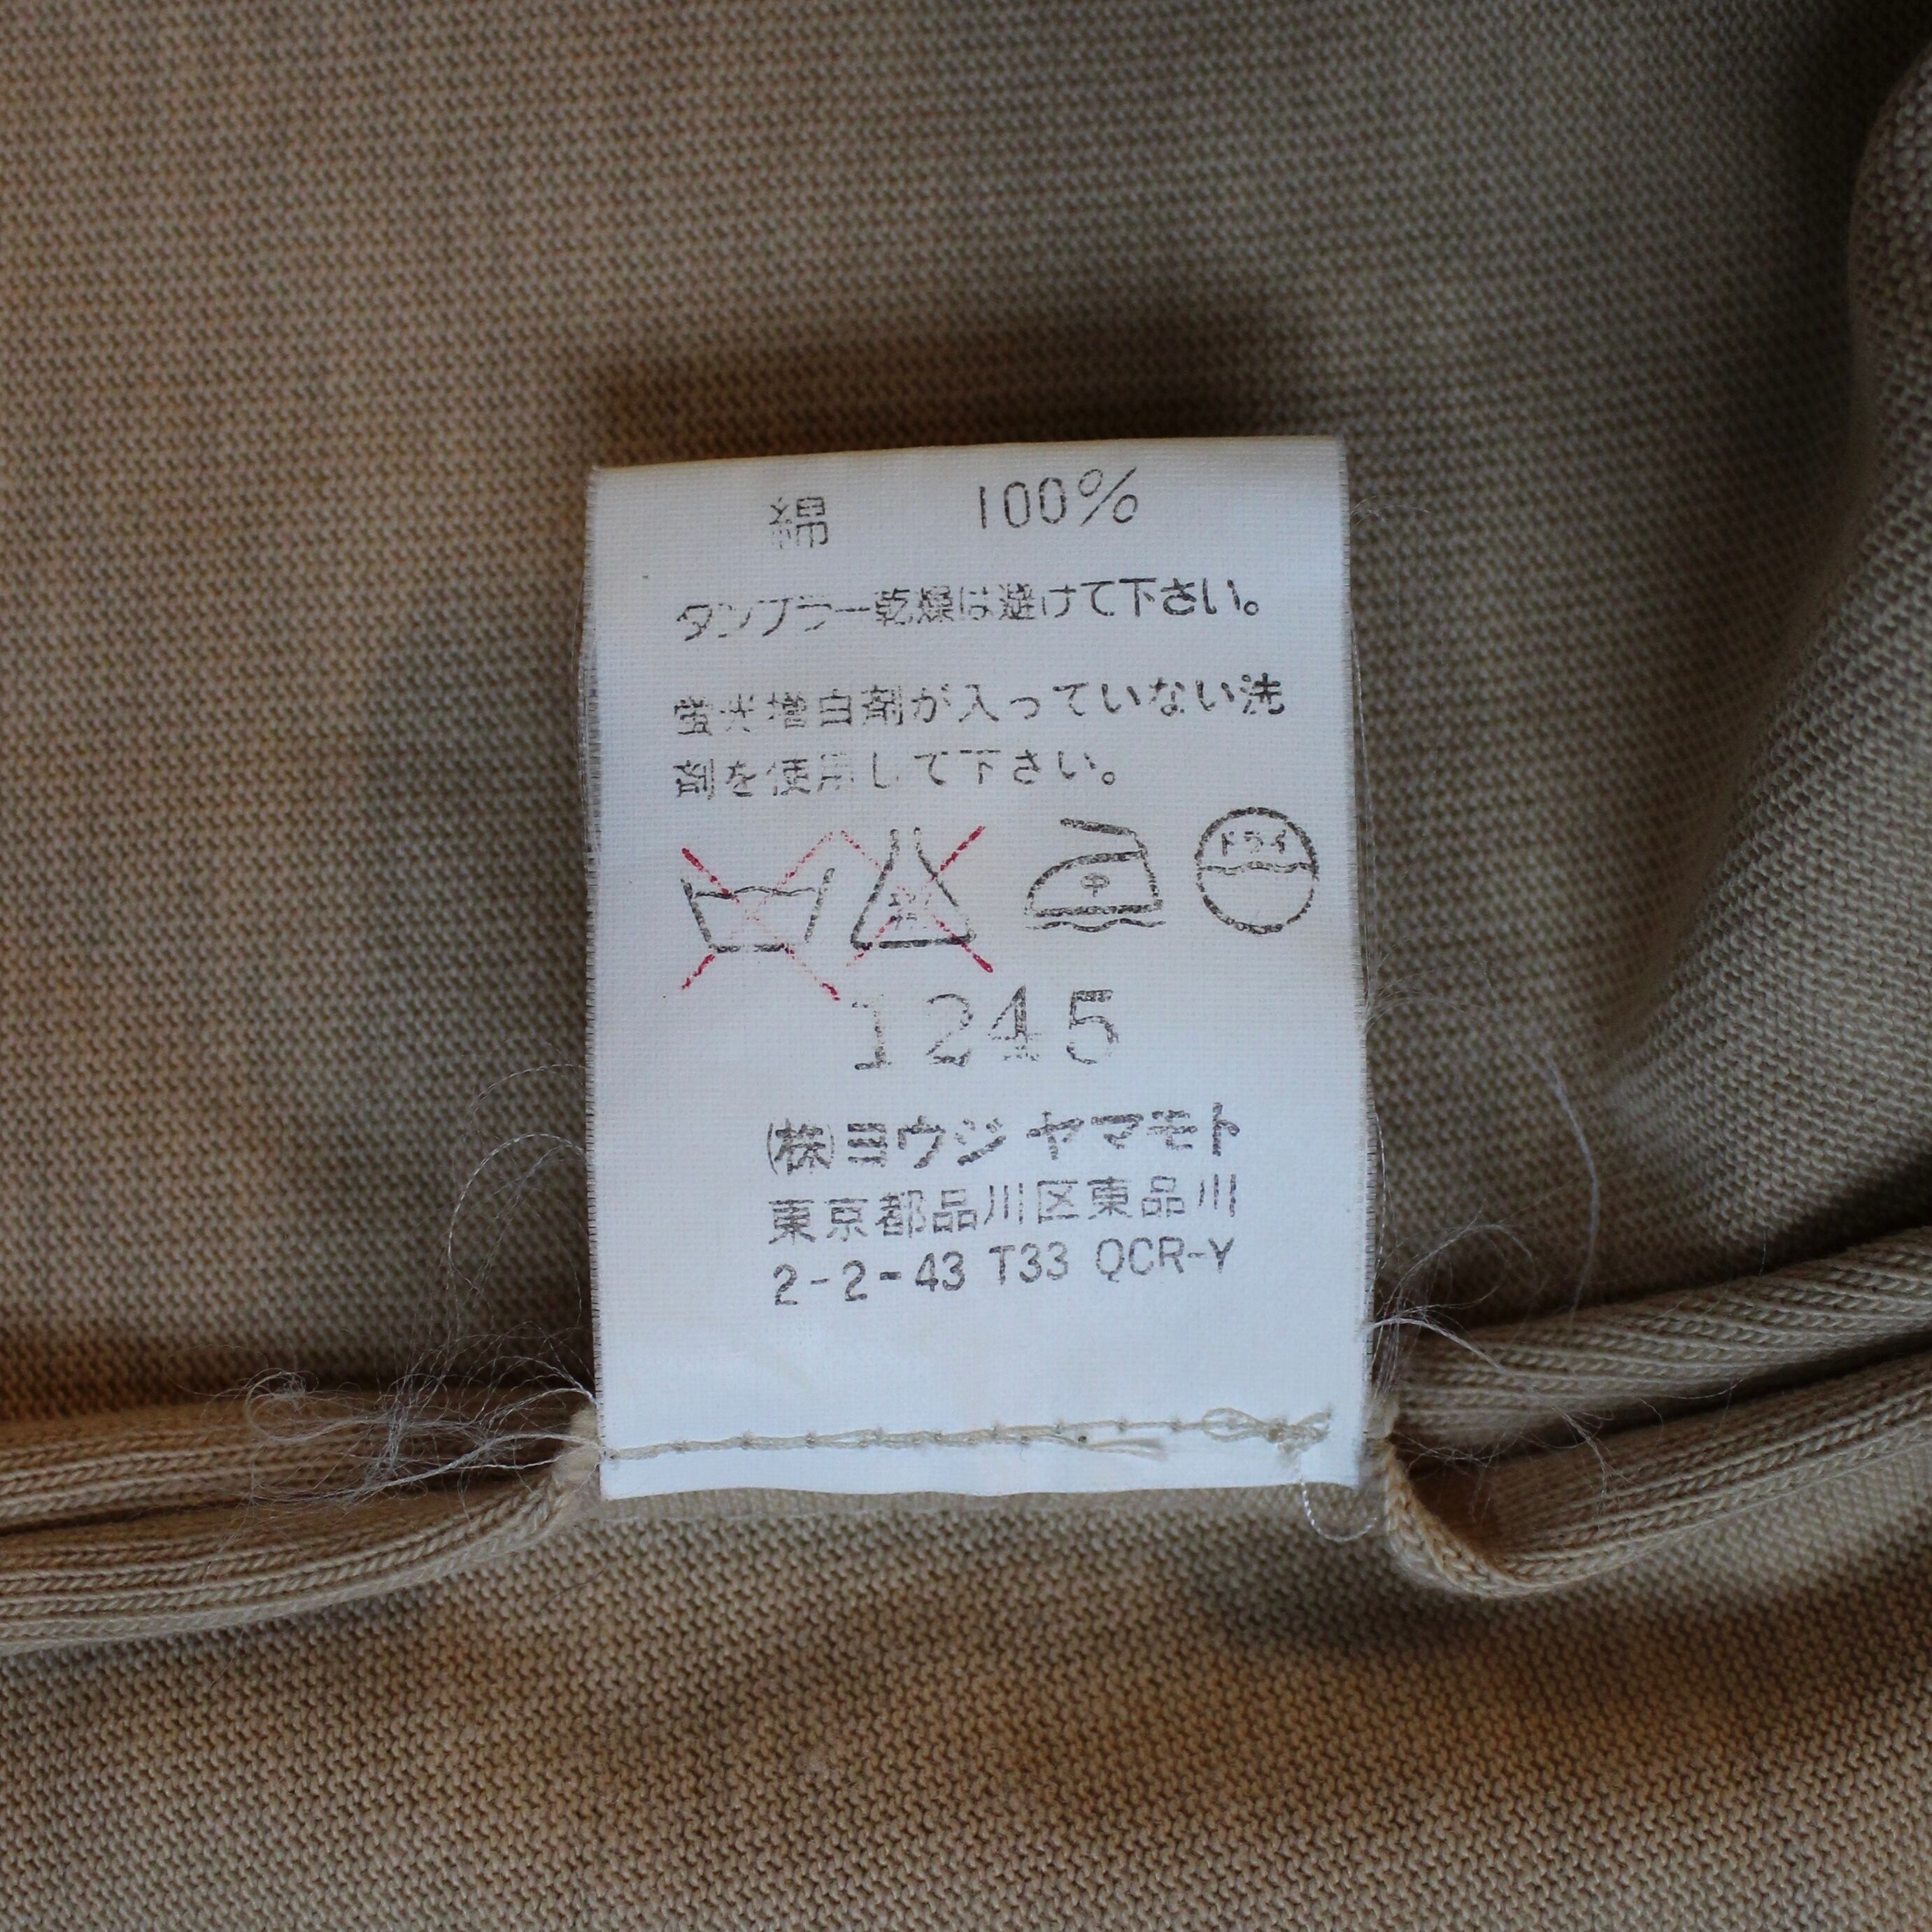 綿 100%
タンブラー乾燥は避けて下さい。
蛍光増白剤が入っていない洗
剤を使用して下さい。
中 ドライ
1245
(株)ヨウジ ヤマモト
東京都品川区東品川
2-2-43 T33 QCR-Y